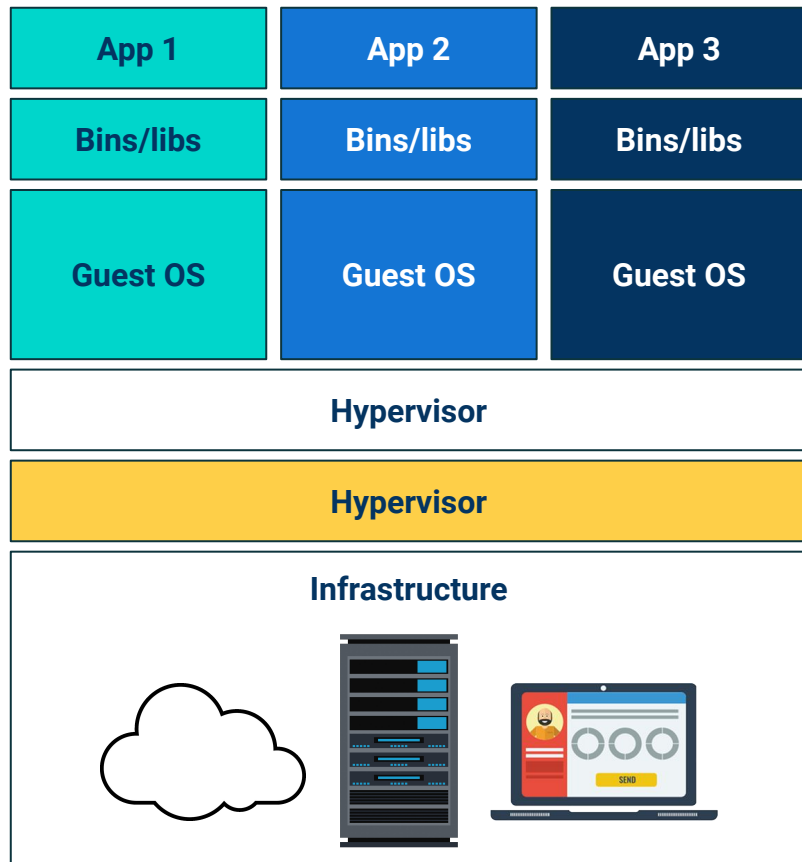 App 1 App 2 App 3
Bins/libs Bins/libs Bins/libs
Guest OS Guest OS Guest OS
Hypervisor
Hypervisor
Infrastructure
SEND